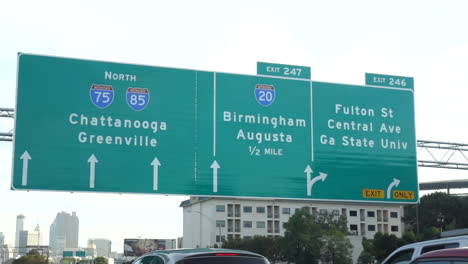 NORTH
75
85
Chattanooga
Greenville
EXIT 247
20
Birmingham
Augusta
½ MILE
EXIT 246
Fulton St
Central Ave
Ga State Univ
EXIT ONLY